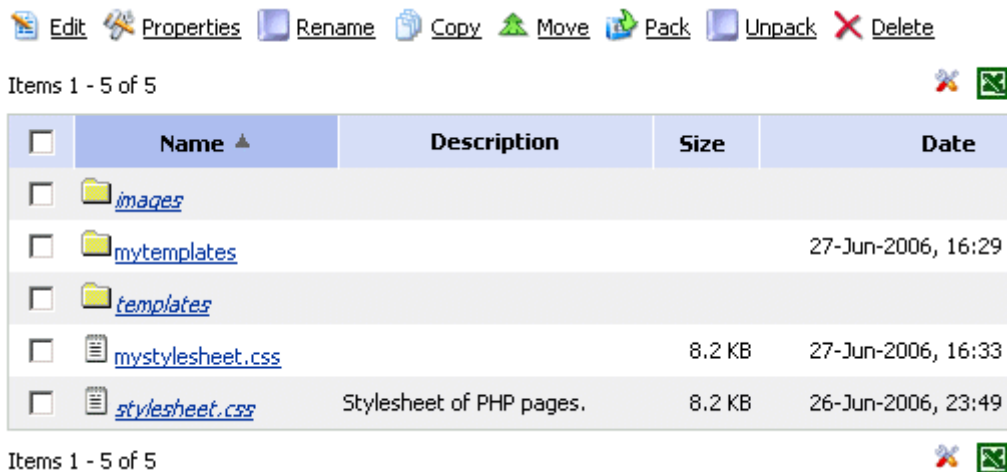 Edit Properties Rename Copy Move Pack Unpack Delete
Items 1 - 5 of 5
Name Description Size Date
images
mytemplates 27-Jun-2006, 16:29
templates
mystylesheet.css 8.2 KB 27-Jun-2006, 16:33
stylesheet.css Stylesheet of PHP pages. 8.2 KB 26-Jun-2006, 23:49
Items 1 - 5 of 5